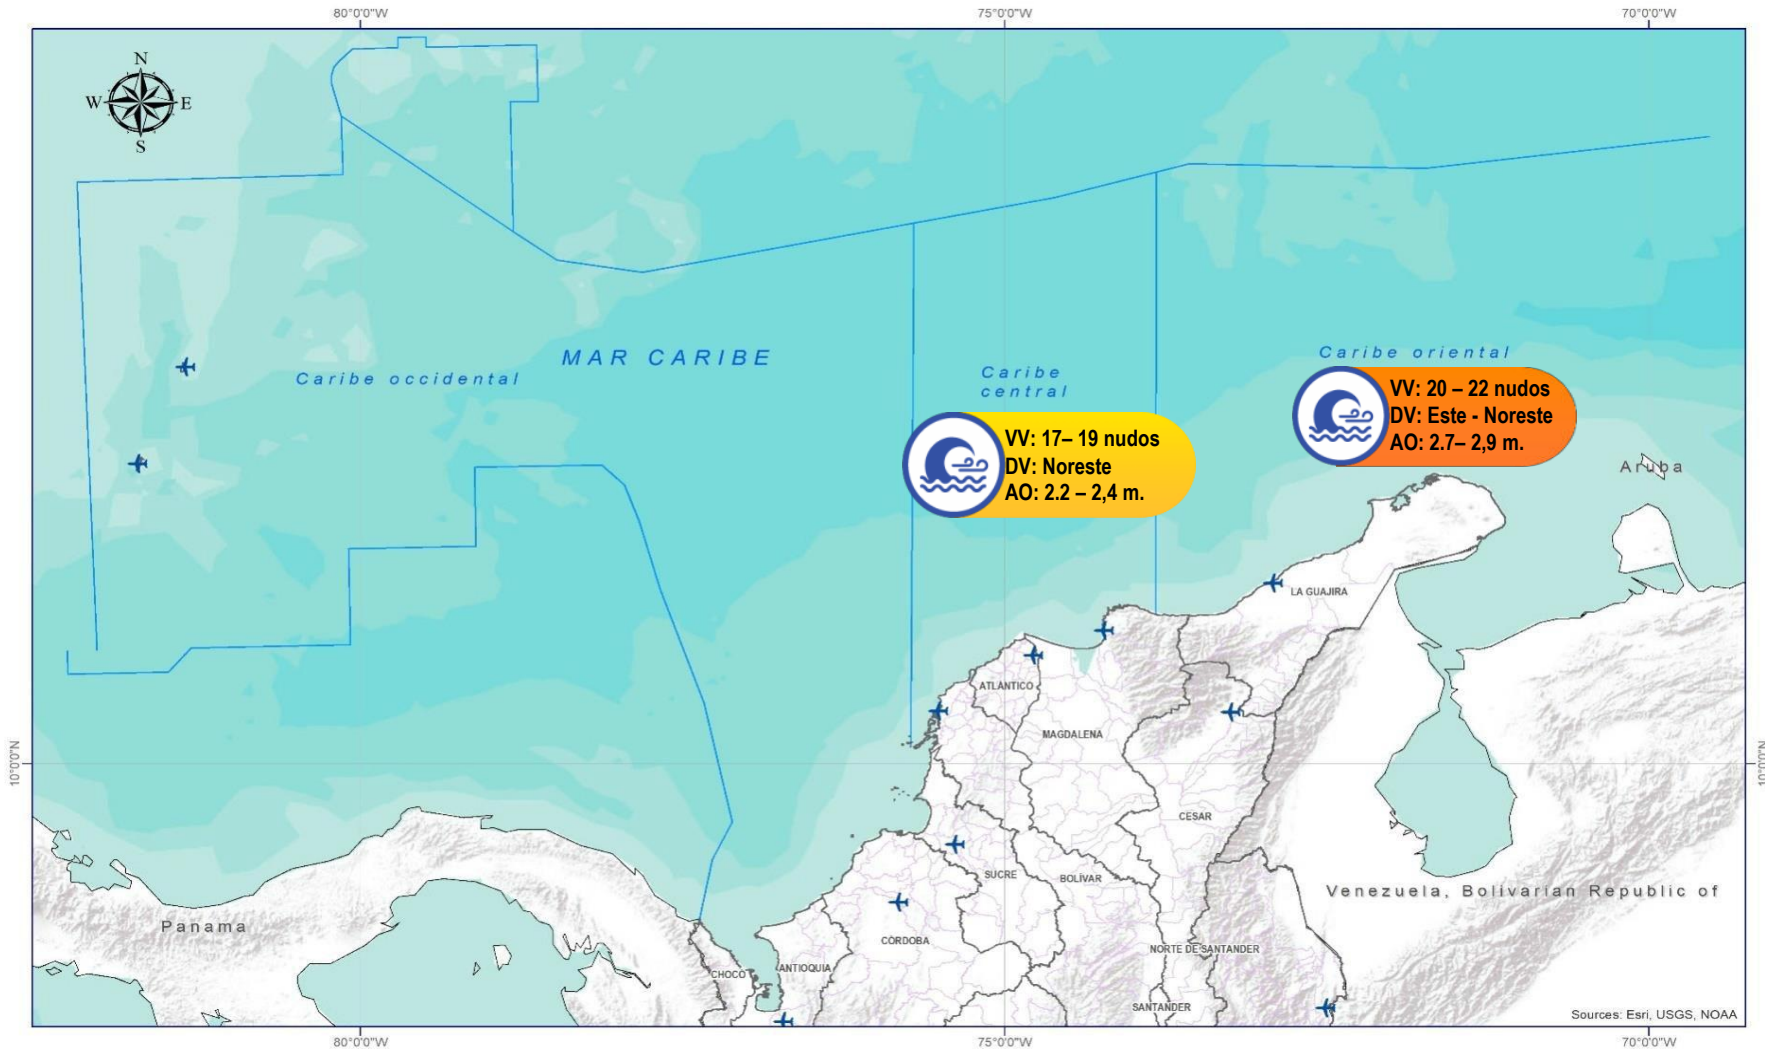 80°0'0"W
75°0'0"W
70°0'0"W
N
W
E
S
MAR CARIBE
Caribe occidental
Caribe
central
Caribe oriental
VV: 20 – 22 nudos
DV: Este - Noreste
AO: 2.7– 2,9 m.
VV: 17– 19 nudos
DV: Noreste
AO: 2.2 – 2,4 m.
Aruba
LA GUAJIRA
ATLANTICO
MAGDALENA
10°0'0"N
10°0'0"N
CESAR
SUCRE
BOLÍVAR
Venezuela, Bolivarian Republic of
Panama
CÓRDOBA
NORTE DE SANTANDER
CHOCO
ANTIOQUIA
SANTANDER
Sources: Esri, USGS, NOAA
80°0'0"W
75°0'0"W
70°0'0"W